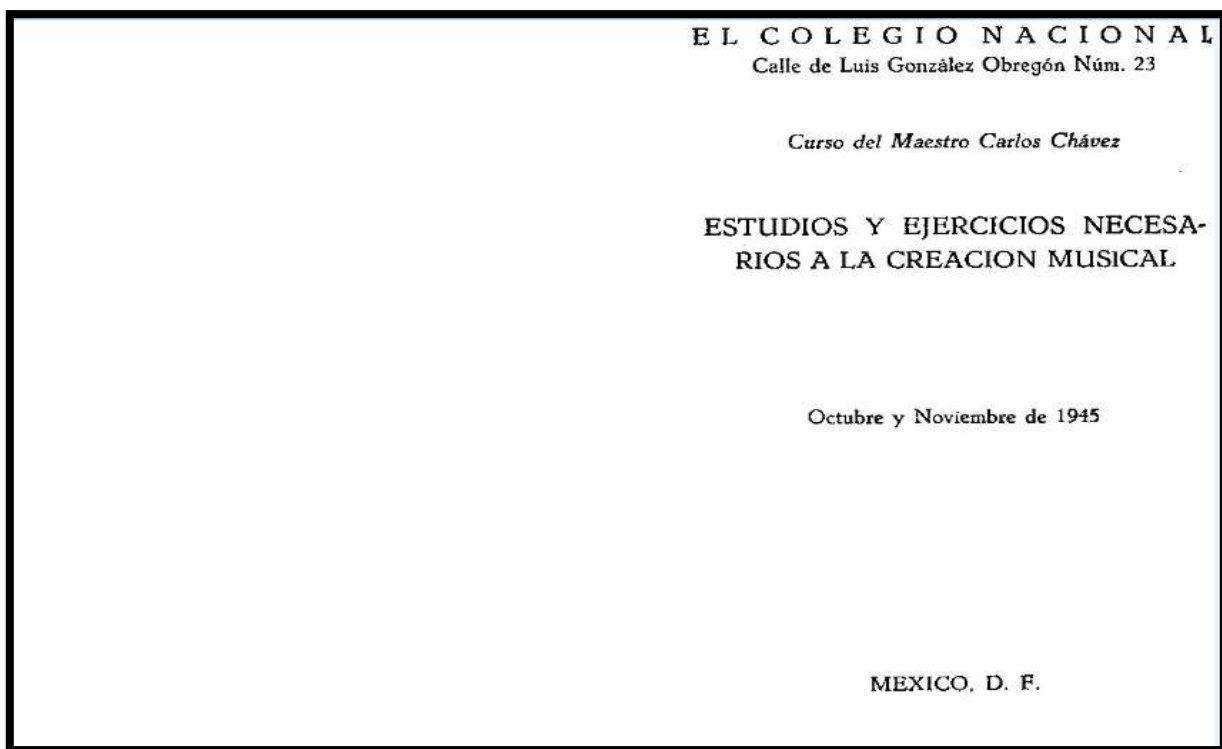 EL COLEGIO NACIONAL
Calle de Luis González Obregón Núm. 23
Curso del Maestro Carlos Chávez
ESTUDIOS Y EJERCICIOS NECESA-
RIOS A LA CREACION MUSICAL
Octubre y Noviembre de 1945
MEXICO, D. F.